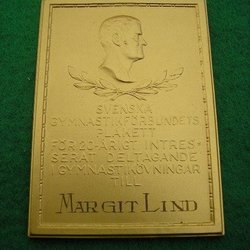 SVENSKA
GYMNASTIKFÖRBUNDETS
PLAKETT
FÖR 20-ÅRIGT INTRES-
SERAT DELTAGANDE
I GYMNASTIKÖVNINGAR
TILL
MARGIT LIND